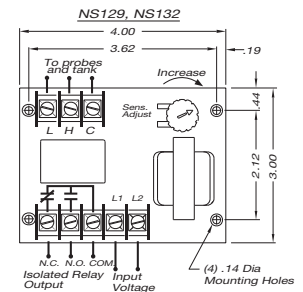 NS129, NS132
4.00
3.62
.19
To probes
and tank
Increase
L H C
Sens.
Adjust
.44
2.12
3.00
L1 L2
N.C. N.O. COM.
Isolated Relay
Output
Input
Voltage
(4) .14 Dia
Mounting Holes